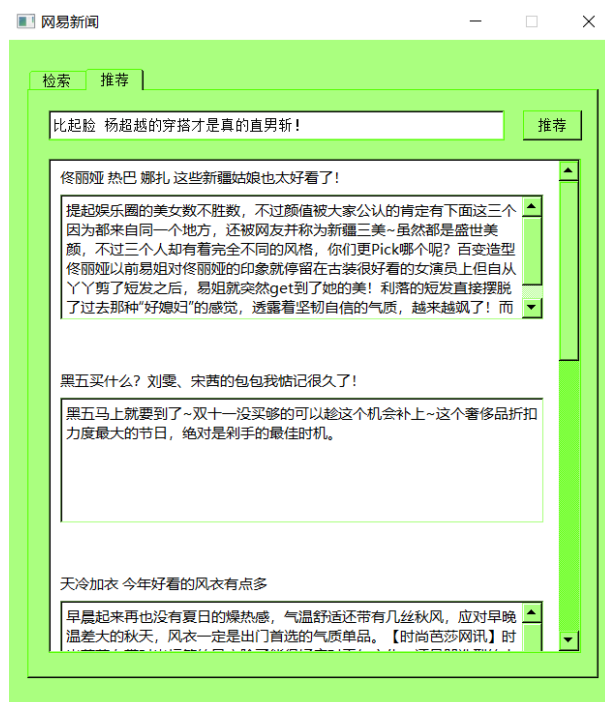 网易新闻
检索 推荐
比起脸 杨超越的穿搭才是真的直男斩!
推荐
佟丽娅 热巴 娜扎 这些新疆姑娘也太好看了!
提起娱乐圈的美女数不胜数，不过颜值被大家公认的肯定有下面这三个
因为都来自同一个地方，还被网友并称为新疆三美~虽然都是盛世美
颜，不过三个人却有着完全不同的风格，你们更Pick哪个呢？百变造型
佟丽娅以前易姐对佟丽娅的印象就停留在古装很好看的女演员上但自从
丫丫剪了短发之后，易姐就突然get到了她的美！利落的短发直接摆脱
了过去那种“好媳妇”的感觉，透露着坚韧自信的气质，越来越飒了！而
黑五买什么？刘雯、宋茜的包包我惦记很久了！
黑五马上就要到了~双十一没买够的可以趁这个机会补上~这个奢侈品折扣
力度最大的节日，绝对是剁手的最佳时机。
天冷加衣 今年好看的风衣有点多
早晨起来再也没有夏日的燥热感，气温舒适还带有几丝秋风，应对早晚
温差大的秋天，风衣一定是出门首选的气质单品。【时尚芭莎网讯】时